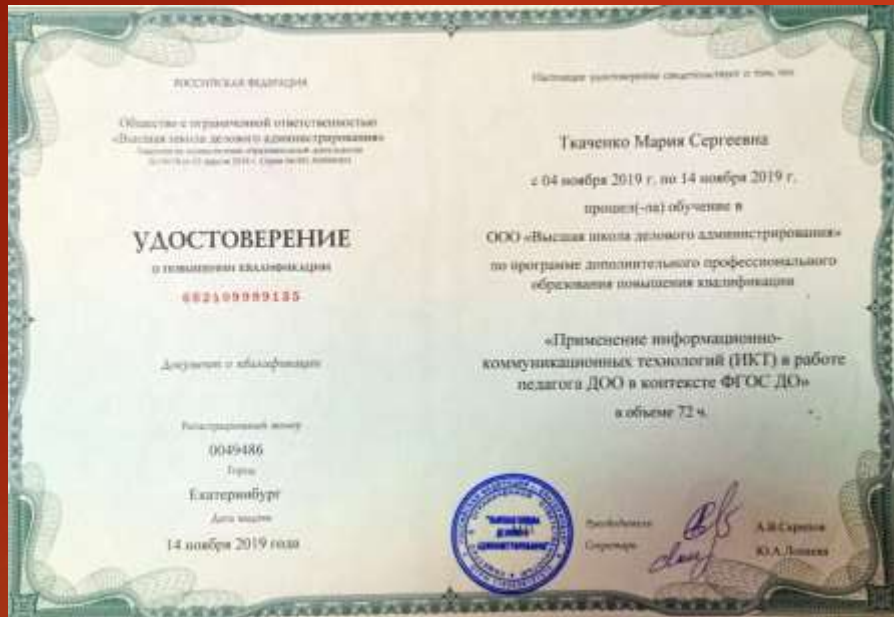 РОССИЙСКАЯ ФЕДЕРАЦИЯ
Общество с ограниченной ответственностью
«Высшая школа делового администрирования»
УДОСТОВЕРЕНИЕ
о повышении квалификации
Документ о квалификации
Регистрационный номер
0049486
Город
Екатеринбург
Дата выдачи
14 ноября 2019 года
Настоящее удостоверение свидетельствует о том, что
Ткаченко Мария Сергеевна
с 04 ноября 2019 г. по 14 ноября 2019 г.
прошел(-ла) обучение в
ООО «Высшая школа делового администрирования»
по программе дополнительного профессионального
образования повышения квалификации
«Применение информационно-
коммуникационных технологий (ИКТ) в работе
педагога ДОО в контексте ФГОС ДО»
в объеме 72 ч.
Руководитель
Секретарь